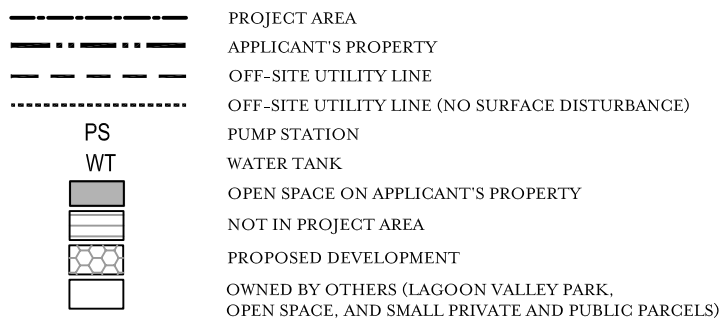 PROJECT AREA
APPLICANT'S PROPERTY
OFF-SITE UTILITY LINE
OFF-SITE UTILITY LINE (NO SURFACE DISTURBANCE)
PS PUMP STATION
WT WATER TANK
OPEN SPACE ON APPLICANT'S PROPERTY
NOT IN PROJECT AREA
PROPOSED DEVELOPMENT
OWNED BY OTHERS (LAGOON VALLEY PARK,
OPEN SPACE, AND SMALL PRIVATE AND PUBLIC PARCELS)